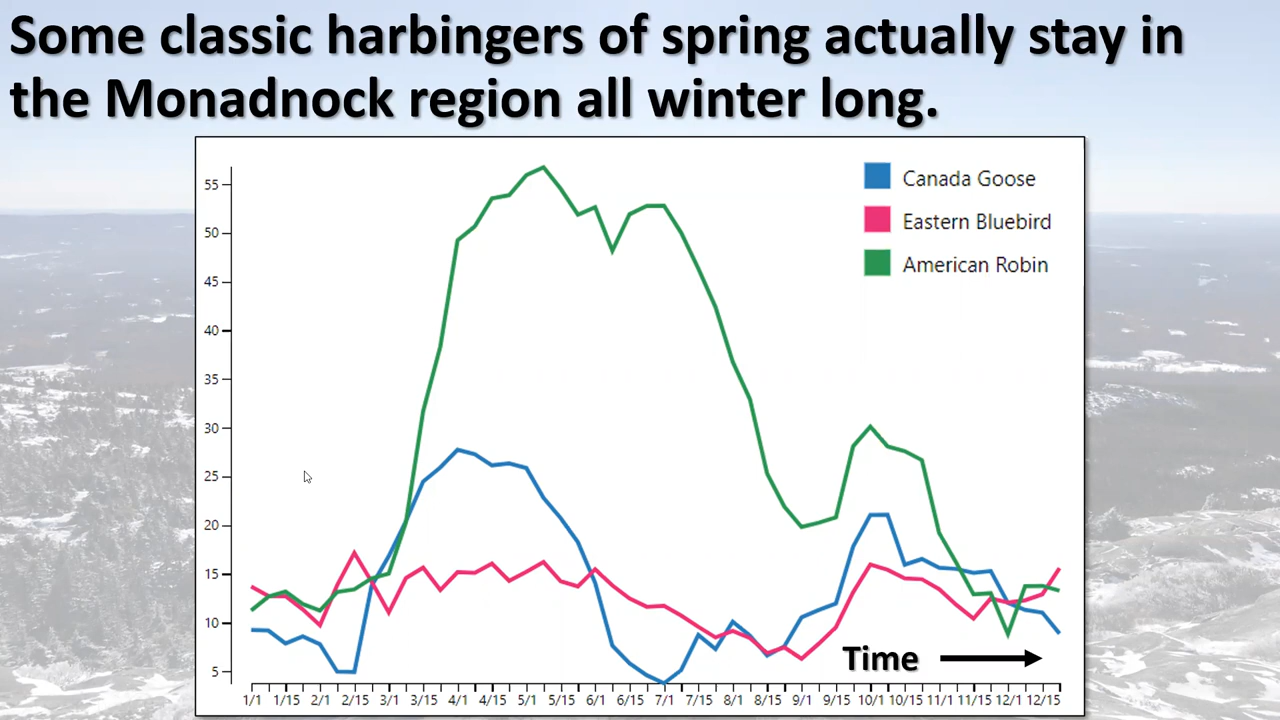 Some classic harbingers of spring actually stay in
the Monadnock region all winter long.
Canada Goose
Eastern Bluebird
American Robin
55
50
45
40
35
30
25
20
15
10
5
Time
1/1 1/15 2/1 2/15 3/1 3/15 4/1 4/15 5/1 5/15 6/1 6/15 7/1 7/15 8/1 8/15 9/1 9/15 10/1 10/15 11/1 11/15 12/1 12/15